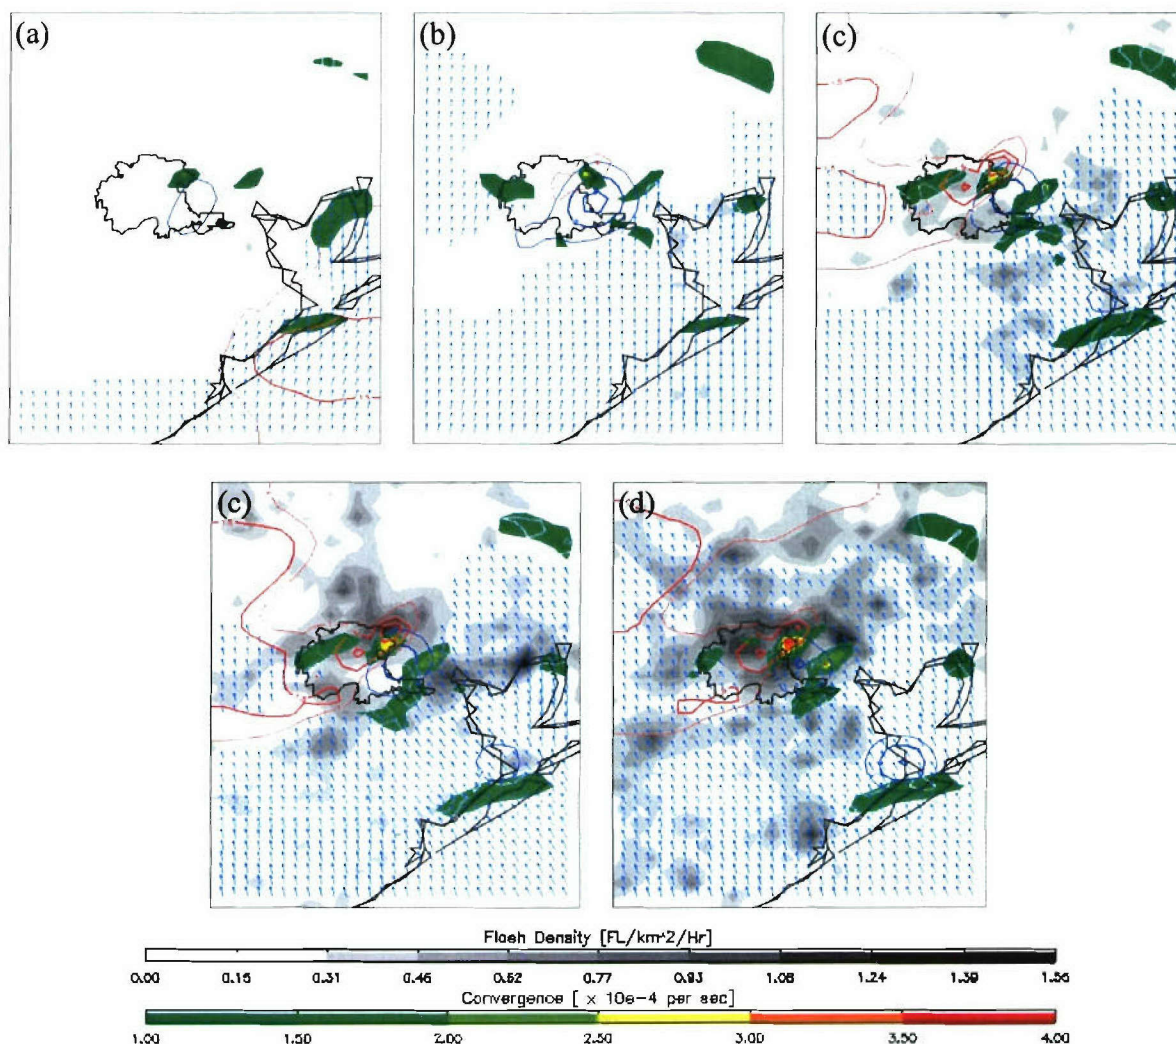 (a)
(b)
(c)
(c)
(d)
Flash Density [FL/km^2/Hr]
0.00 0.15 0.31 0.46 0.62 0.77 0.93 1.08 1.24 1.39 1.55
Convergence [ x 10e-4 per sec]
1.00 1.50 2.00 2.50 3.00 3.50 4.00